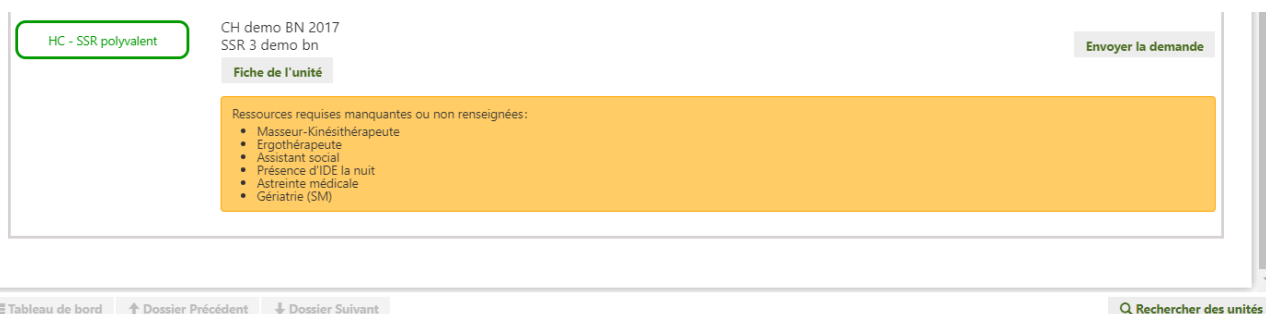 HC - SSR polyvalent
CH demo BN 2017
SSR 3 demo bn
Envoyer la demande
Fiche de l'unité
Ressources requises manquantes ou non renseignées:
• Masseur-Kinésithérapeute
• Ergothérapeute
• Assistant social
• Présence d'IDE la nuit
• Astreinte médicale
• Gériatrie (SM)
Tableau de bord
Dossier Précédent
Dossier Suivant
Rechercher des unités